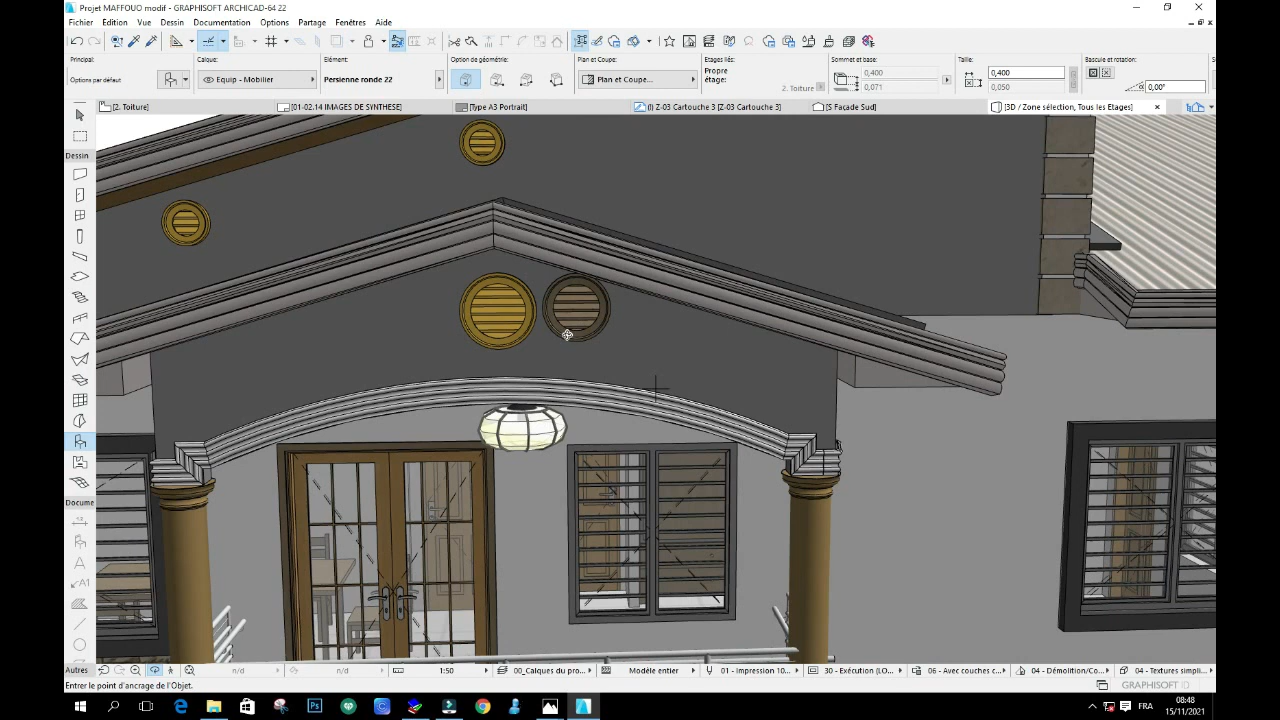 Projet MAFFOUO modif - GRAPHISOFT ARCHICAD-64 22
Fichier Edition Vue Dessin Options Documentation Partage Fenêtres Aide
Principal: Calque: Elément: Option de géométrie: Plan et Coupe: Etages liés: Sommet et base: Taille: Bascule et rotation:
Options par défaut Equip - Mobilier Persienne ronde 22 Plan et Coupe... Propre étage: 2. Toiture 0,400 0,071 0,400 0,050 0,00°
[2. Toiture] [01-02.14 IMAGES DE SYNTHESE] [Type A3 Portrait] (!) Z-03 Cartouche 3 [Z-03 Cartouche 3] [S Façade Sud] [3D / Zone sélection, Tous les Etages]
Dessin
Docume
Autres n/d n/d 1:50 00_Calques du pro... Modèle entier 01 - Impression 10... 30 - Exécution (LO... 06 - Avec couches c... 04 - Démolition/Co... 04 - Textures simpli...
Entrer le point d'ancrage de l'Objet. GRAPHISOFT ID
FRA 08:48
15/11/2021